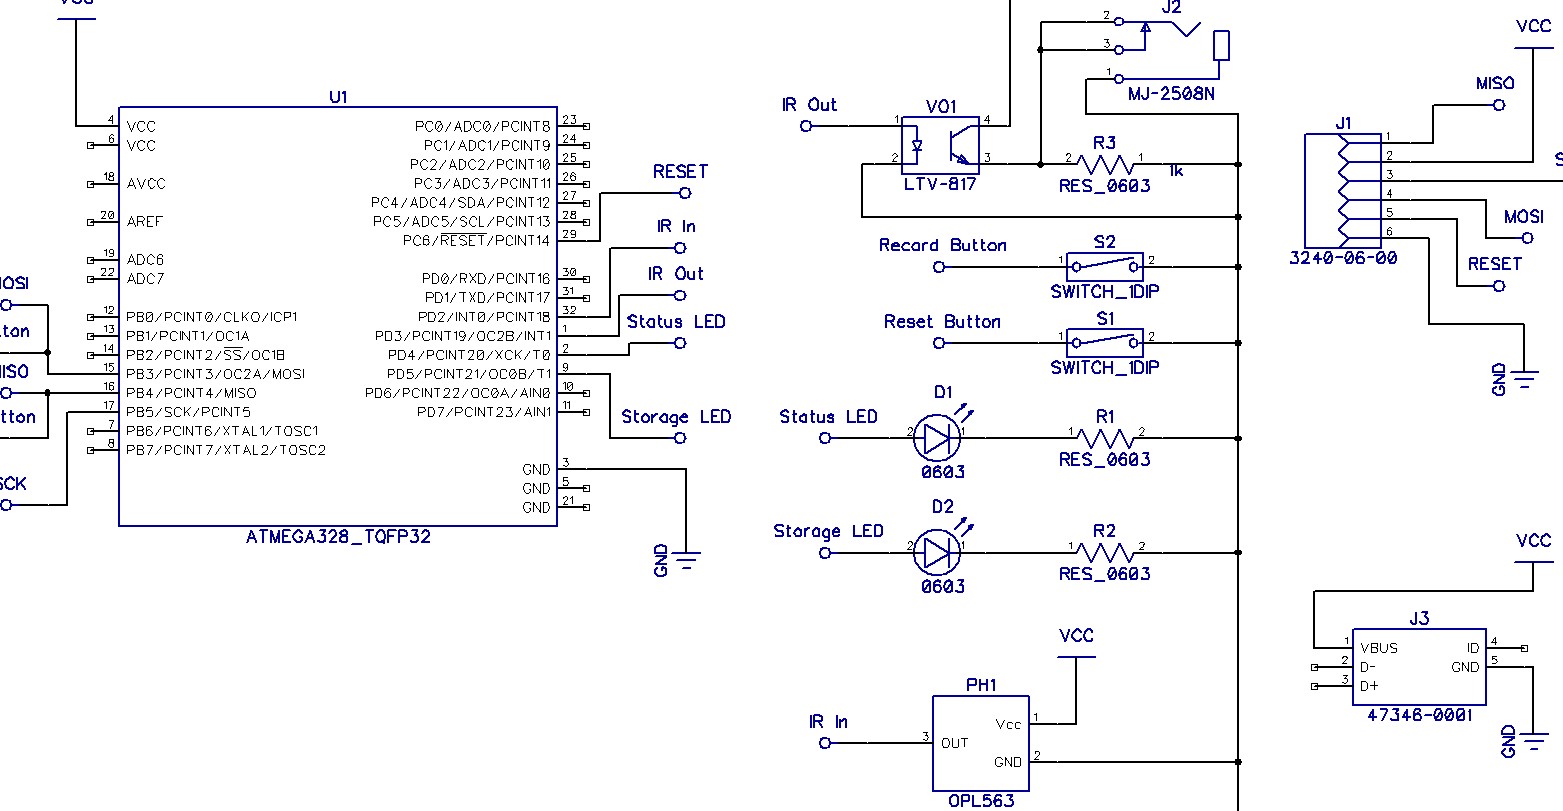 VCC
U1
4 VCC
6 VCC
18 AVCC
20 AREF
19 ADC6
22 ADC7
12 PB0/PCINT0/CLKO/ICP1
13 PB1/PCINT1/OC1A
14 PB2/PCINT2/SS/OC1B
15 PB3/PCINT3/OC2A/MOSI
16 PB4/PCINT4/MISO
17 PB5/SCK/PCINT5
7 PB6/PCINT6/XTAL1/TOSC1
8 PB7/PCINT7/XTAL2/TOSC2
PC0/ADC0/PCINT8 23
PC1/ADC1/PCINT9 24
PC2/ADC2/PCINT10 25
PC3/ADC3/PCINT11 26
PC4/ADC4/SDA/PCINT12 27
PC5/ADC5/SCL/PCINT13 28
PC6/RESET/PCINT14 29
PD0/RXD/PCINT16 30
PD1/TXD/PCINT17 31
PD2/INT0/PCINT18 32
PD3/PCINT19/OC2B/INT1 1
PD4/PCINT20/XCK/T0 2
PD5/PCINT21/OC0B/T1 9
PD6/PCINT22/OC0A/AIN0 10
PD7/PCINT23/AIN1 11
GND 3
GND 5
GND 21
ATMEGA328_TQFP32
MOSI
tton
MISO
tton
SCK
RESET
IR In
IR Out
Status LED
Storage LED
GND
J2
2
3
1
MJ-2508N
IR Out
VO1
1 4
2 3
LTV-817
R3
2 1 1k
RES_0603
Recard Button
S2
1 2
SWITCH_1DIP
Reset Button
S1
1 2
SWITCH_1DIP
Status LED
D1
2 1
0603
R1
1 2
RES_0603
Storage LED
D2
2 1
0603
R2
1 2
RES_0603
VCC
PH1
IR In
3 OUT
Vcc 1
GND 2
OPL563
VCC
MISO
J1
1
2
3
4
5
6
3240-06-00
S
MOSI
RESET
GND
VCC
J3
1 VBUS ID 4
2 D- GND 5
3 D+
47346-0001
GND